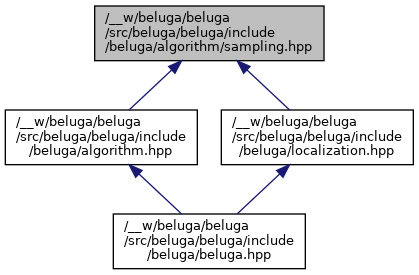 /__w/beluga/beluga
/src/beluga/beluga/include
/beluga/algorithm/sampling.hpp
/__w/beluga/beluga
/src/beluga/beluga/include
/beluga/algorithm.hpp
/__w/beluga/beluga
/src/beluga/beluga/include
/beluga/localization.hpp
/__w/beluga/beluga
/src/beluga/beluga/include
/beluga/beluga.hpp